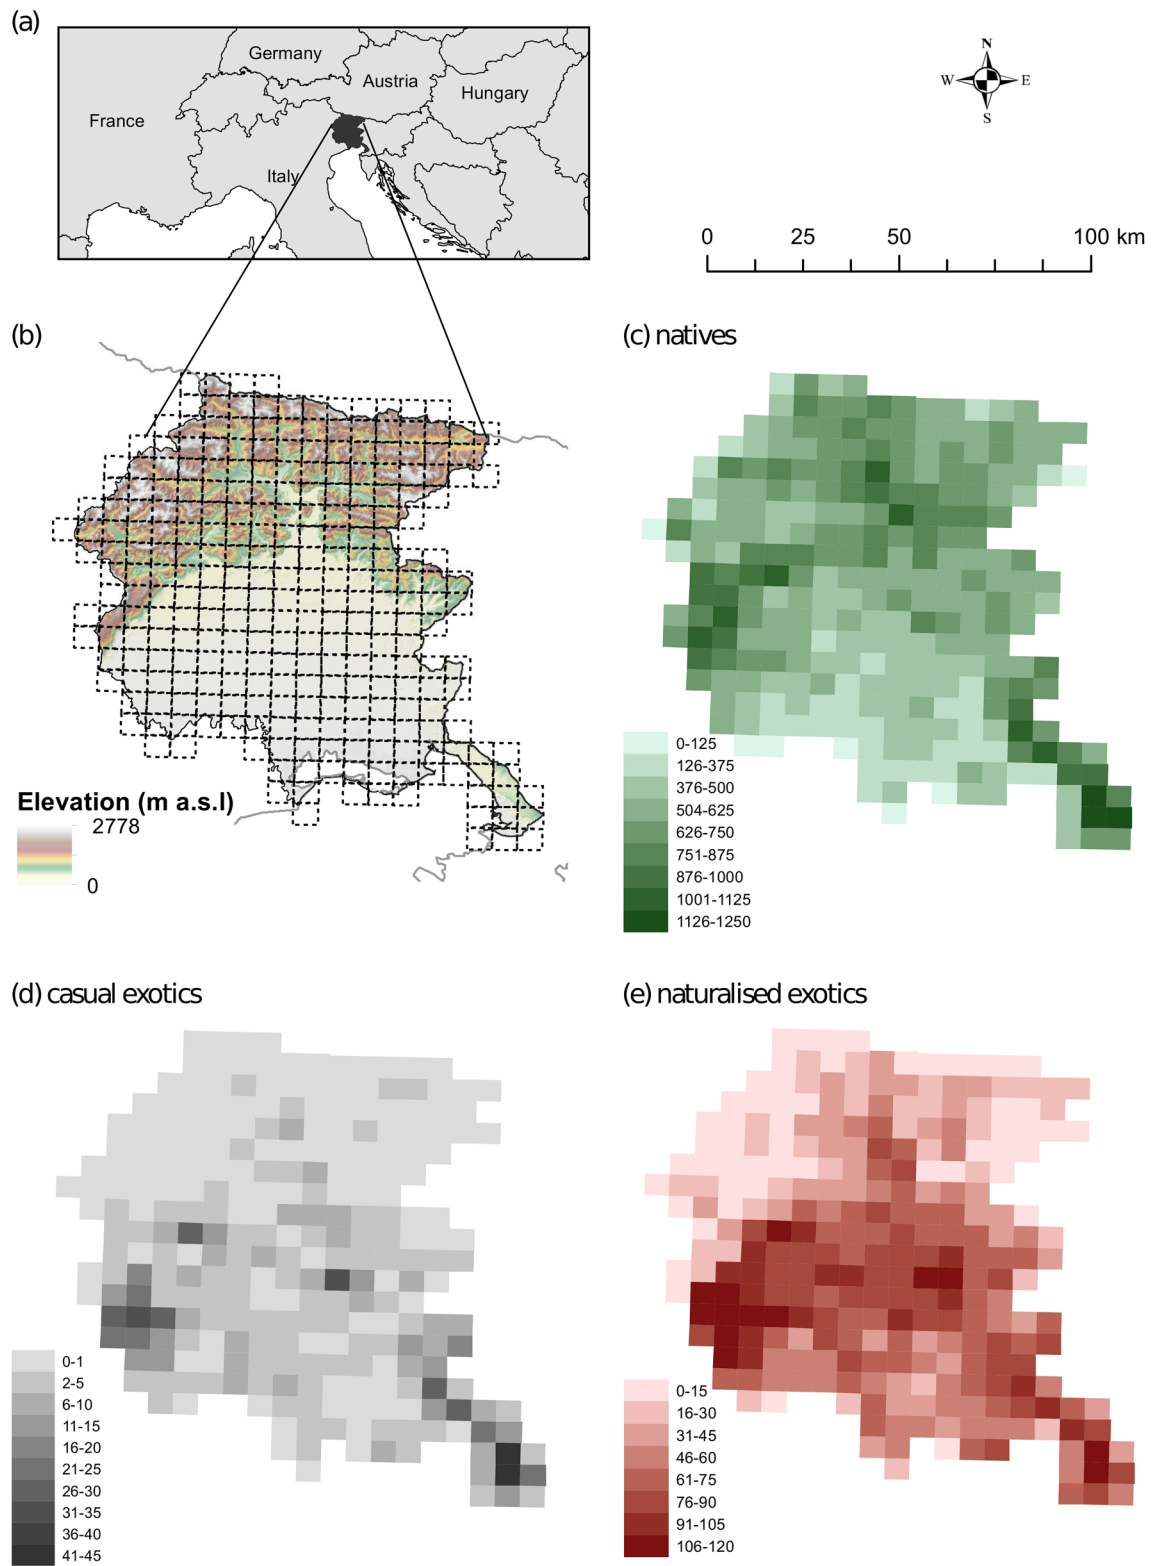 (a)
Germany
Austria
Hungary
France
Italy
N
W E
S
0 25 50 100 km
(b)
Elevation (m a.s.l)
2778
0
(c) natives
0-125
126-375
376-500
504-625
626-750
751-875
876-1000
1001-1125
1126-1250
(d) casual exotics
0-1
2-5
6-10
11-15
16-20
21-25
26-30
31-35
36-40
41-45
(e) naturalised exotics
0-15
16-30
31-45
46-60
61-75
76-90
91-105
106-120